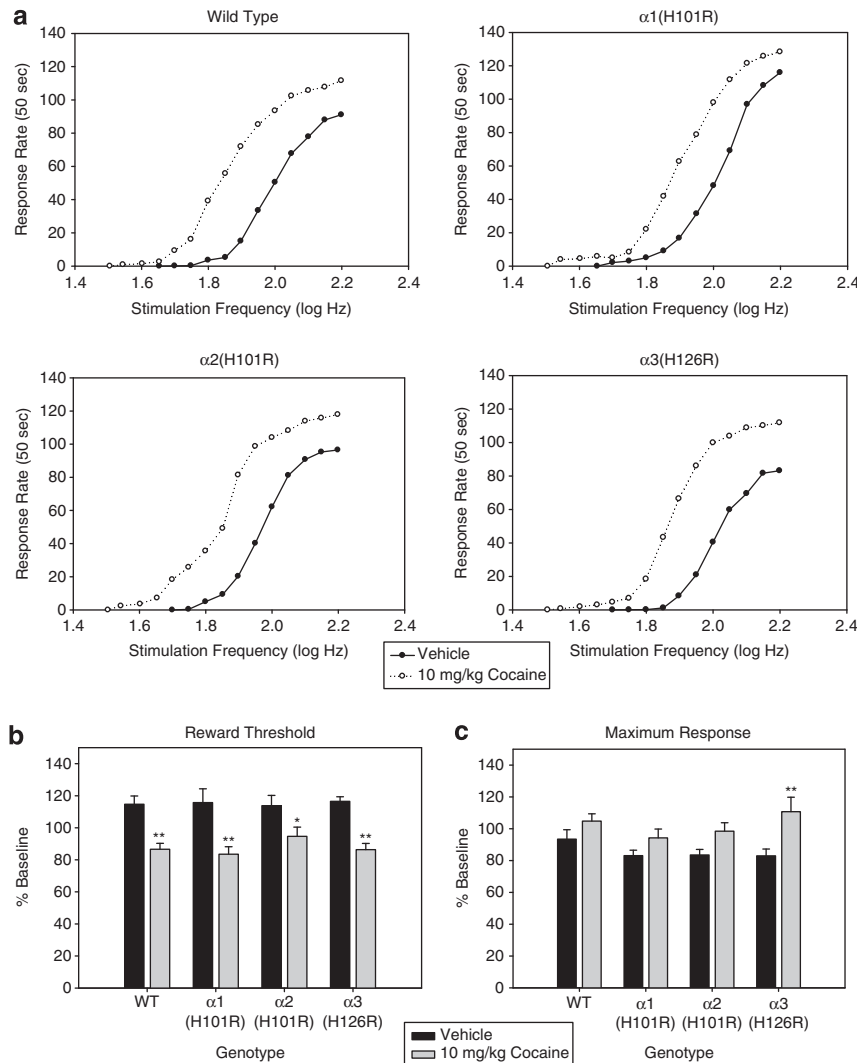 a
Wild Type
α1(H101R)
Response Rate (50 sec)
140
120
100
80
60
40
20
0
1.4 1.6 1.8 2.0 2.2 2.4
Stimulation Frequency (log Hz)
Response Rate (50 sec)
140
120
100
80
60
40
20
0
1.4 1.6 1.8 2.0 2.2 2.4
Stimulation Frequency (log Hz)
α2(H101R)
α3(H126R)
Response Rate (50 sec)
140
120
100
80
60
40
20
0
1.4 1.6 1.8 2.0 2.2 2.4
Stimulation Frequency (log Hz)
Response Rate (50 sec)
140
120
100
80
60
40
20
0
1.4 1.6 1.8 2.0 2.2 2.4
Stimulation Frequency (log Hz)
Vehicle
10 mg/kg Cocaine
b
Reward Threshold
% Baseline
140
120
100
80
60
40
20
0
**
**
*
**
WT α1 α2 α3
(H101R) (H101R) (H126R)
Genotype
c
Maximum Response
% Baseline
140
120
100
80
60
40
20
0
**
WT α1 α2 α3
(H101R) (H101R) (H126R)
Genotype
Vehicle
10 mg/kg Cocaine